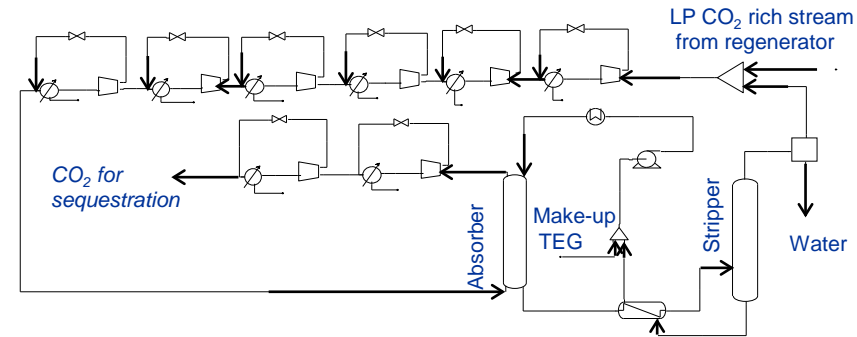 LP CO₂ rich stream
from regenerator
CO₂ for
sequestration
Absorber
Make-up
TEG
Stripper
Water